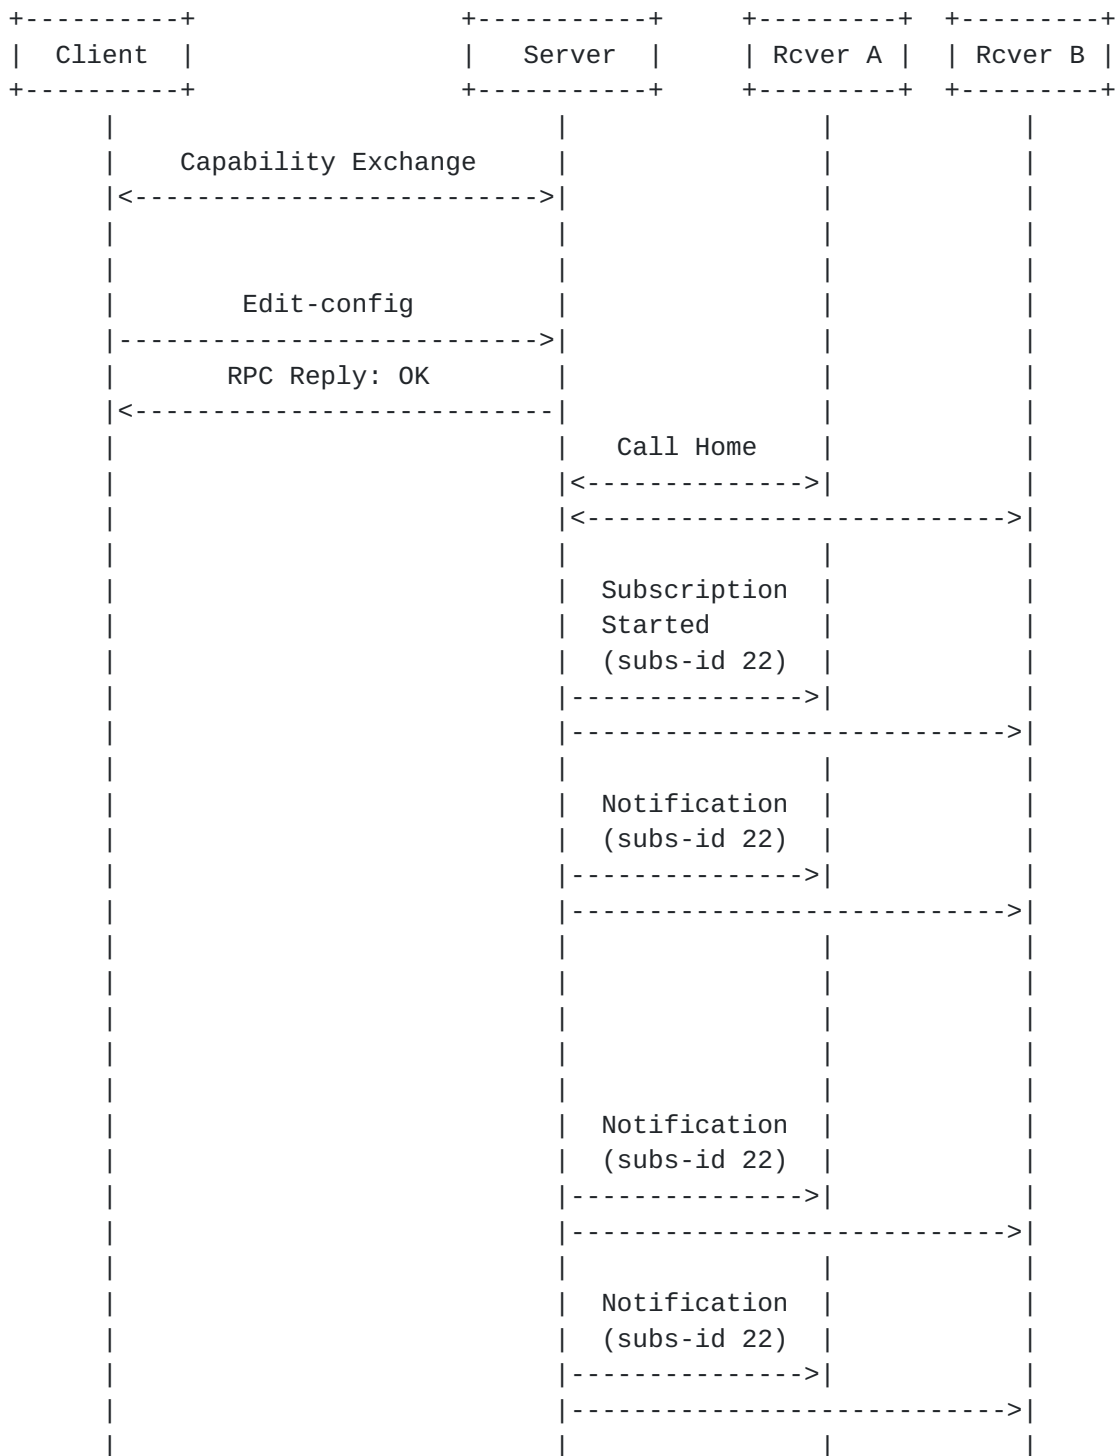 Client Server Rcver A Rcver B
Capability Exchange
Edit-config
RPC Reply: OK
Call Home
Subscription
Started
(subs-id 22)
Notification
(subs-id 22)
Notification
(subs-id 22)
Notification
(subs-id 22)